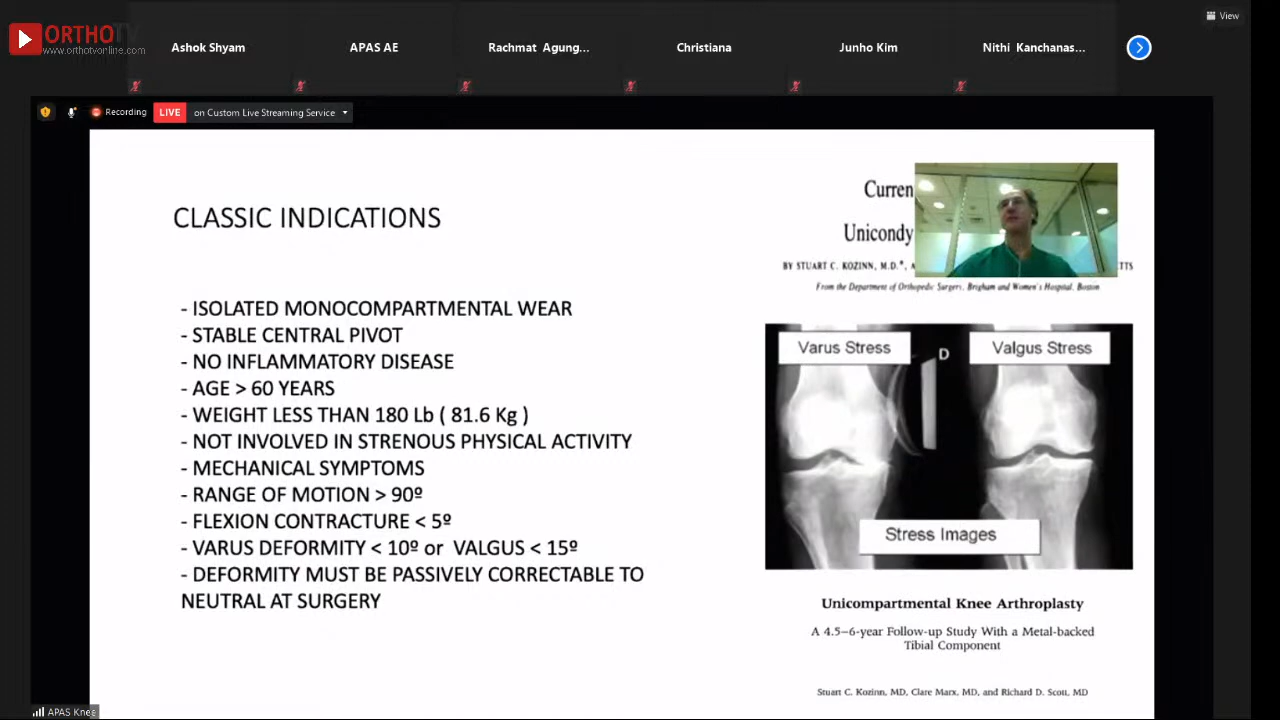 ORTHOTV
www.orthotvonline.com
Ashok Shyam
APAS AE
Rachmat Agung...
Christiana
Junho Kim
Nithi Kanchanas...
View
Recording
LIVE
on Custom Live Streaming Service
CLASSIC INDICATIONS
- ISOLATED MONOCOMPARTMENTAL WEAR
- STABLE CENTRAL PIVOT
- NO INFLAMMATORY DISEASE
- AGE > 60 YEARS
- WEIGHT LESS THAN 180 Lb ( 81.6 Kg )
- NOT INVOLVED IN STRENOUS PHYSICAL ACTIVITY
- MECHANICAL SYMPTOMS
- RANGE OF MOTION > 90º
- FLEXION CONTRACTURE < 5º
- VARUS DEFORMITY < 10º or VALGUS < 15º
- DEFORMITY MUST BE PASSIVELY CORRECTABLE TO
NEUTRAL AT SURGERY
Curren
Unicondy
BY STUART C. KOZINN, M.D.*, A
TTS
From the Department of Orthopedic Surgery, Brigham and Women's Hospital, Boston
Varus Stress
D
Valgus Stress
Stress Images
Unicompartmental Knee Arthroplasty
A 4.5–6-year Follow-up Study With a Metal-backed
Tibial Component
Stuart C. Kozinn, MD, Clare Marx, MD, and Richard D. Scott, MD
APAS Knee